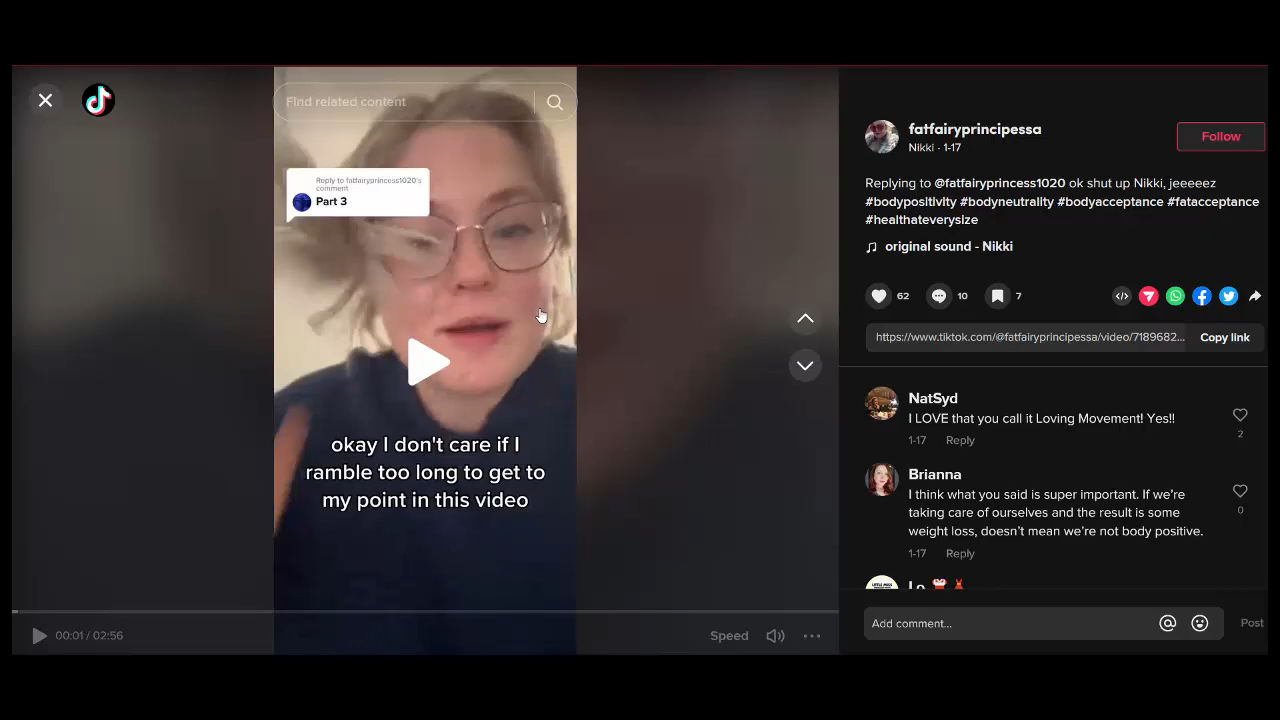 Find related content
Reply to fatfairyprincess1020's
comment
Part 3
okay I don't care if I
ramble too long to get to
my point in this video
00:01 / 02:56
Speed
fatfairyprincipessa
Nikki · 1-17
Follow
Replying to @fatfairyprincess1020 ok shut up Nikki, jeeeeez
#bodypositivity #bodyneutrality #bodyacceptance #fatacceptance
#healthateverysize
original sound - Nikki
62
10
7
https://www.tiktok.com/@fatfairyprincipessa/video/7189682...
Copy link
NatSyd
I LOVE that you call it Loving Movement! Yes!!
1-17 Reply
2
Brianna
I think what you said is super important. If we're
taking care of ourselves and the result is some
weight loss, doesn't mean we're not body positive.
1-17 Reply
0
Add comment...
Post